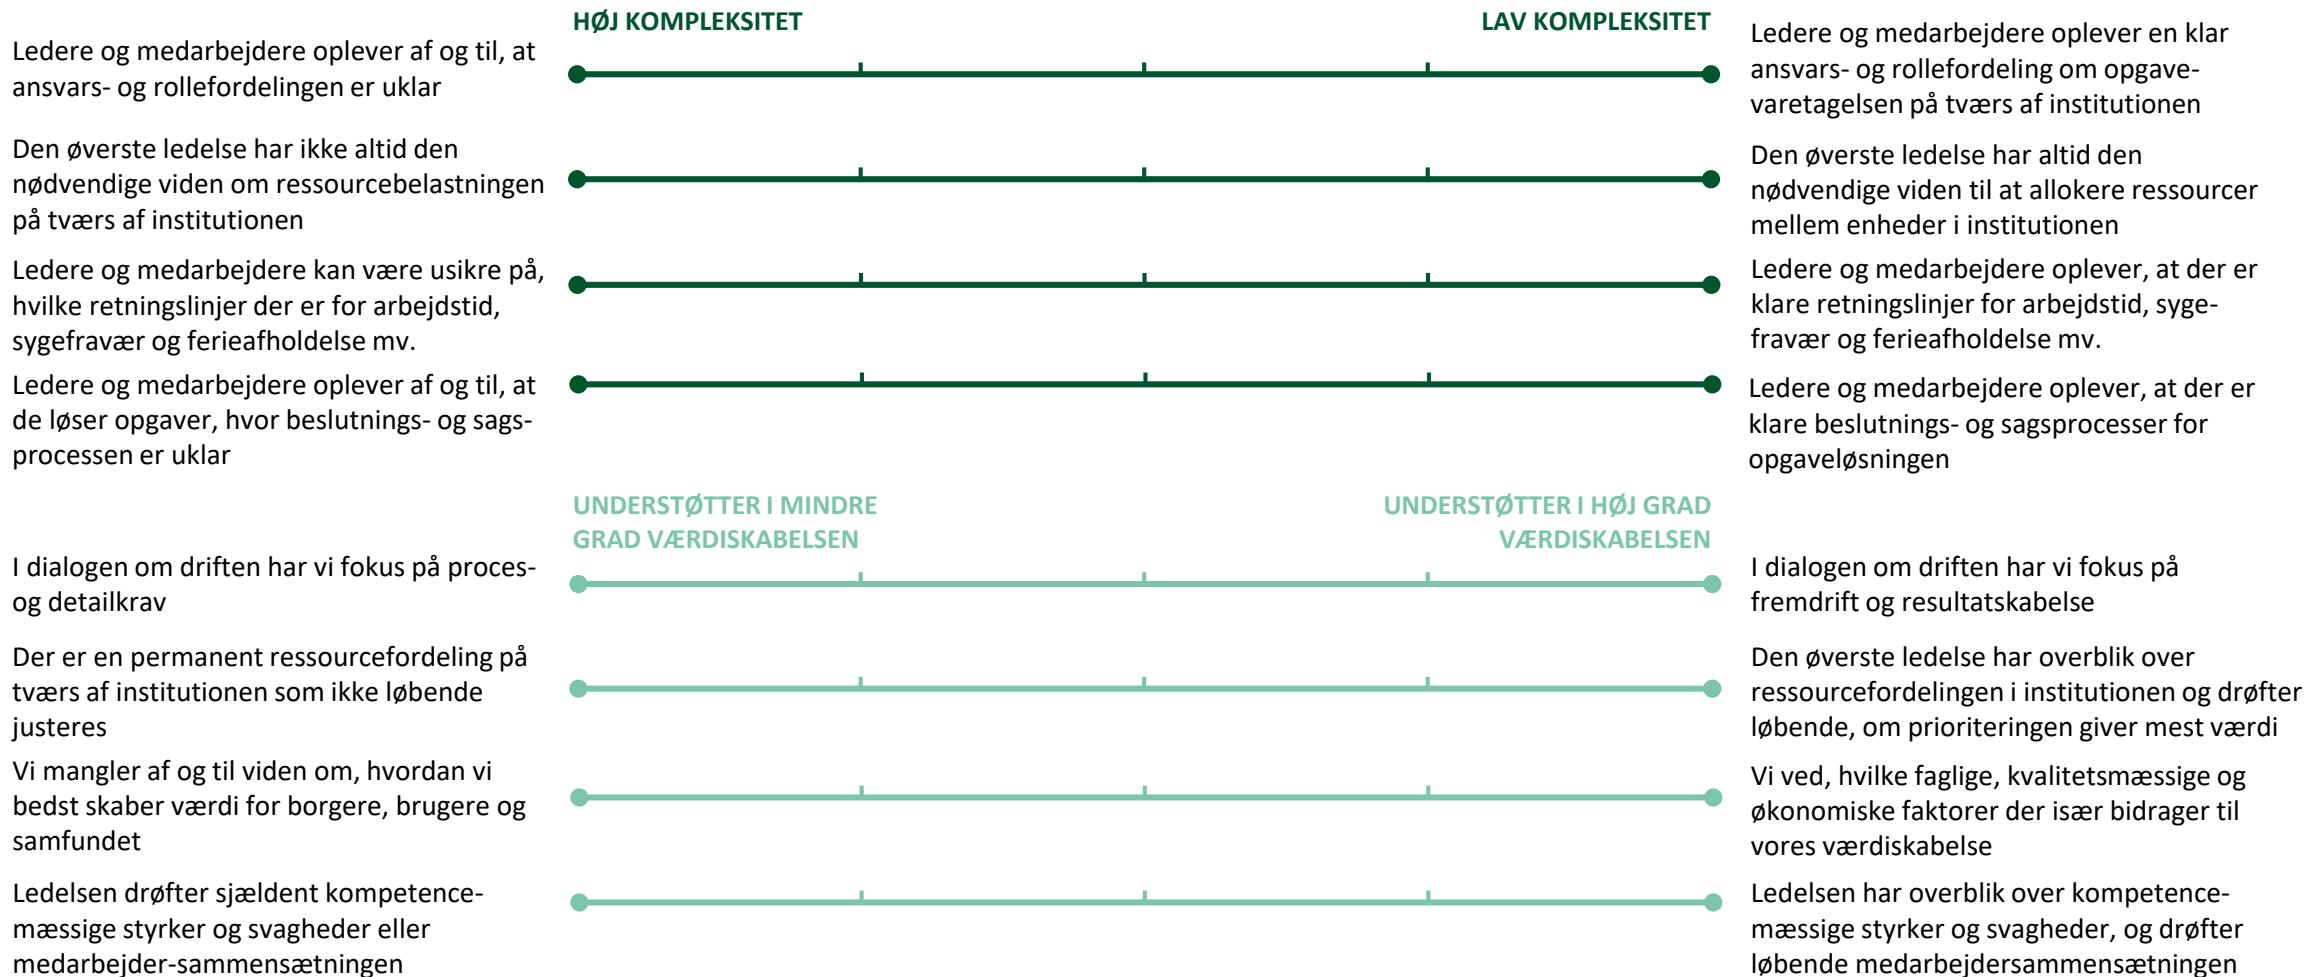 HØJ KOMPLEKSITET
LAV KOMPLEKSITET
Ledere og medarbejdere oplever af og til, at
ansvars- og rollefordelingen er uklar
Ledere og medarbejdere oplever en klar
ansvars- og rollefordeling om opgave-
varetagelsen på tværs af institutionen
Den øverste ledelse har ikke altid den
nødvendige viden om ressourcebelastningen
på tværs af institutionen
Den øverste ledelse har altid den
nødvendige viden til at allokere ressourcer
mellem enheder i institutionen
Ledere og medarbejdere kan være usikre på,
hvilke retningslinjer der er for arbejdstid,
sygefravær og ferieafholdelse mv.
Ledere og medarbejdere oplever, at der er
klare retningslinjer for arbejdstid, syge-
fravær og ferieafholdelse mv.
Ledere og medarbejdere oplever af og til, at
de løser opgaver, hvor beslutnings- og sags-
processen er uklar
Ledere og medarbejdere oplever, at der er
klare beslutnings- og sagsprocesser for
opgaveløsningen
UNDERSTØTTER I MINDRE
GRAD VÆRDISKABELSEN
UNDERSTØTTER I HØJ GRAD
VÆRDISKABELSEN
I dialogen om driften har vi fokus på proces-
og detailkrav
I dialogen om driften har vi fokus på
fremdrift og resultatskabelse
Der er en permanent ressourcefordeling på
tværs af institutionen som ikke løbende
justeres
Den øverste ledelse har overblik over
ressourcefordelingen i institutionen og drøfter
løbende, om prioriteringen giver mest værdi
Vi mangler af og til viden om, hvordan vi
bedst skaber værdi for borgere, brugere og
samfundet
Vi ved, hvilke faglige, kvalitetsmæssige og
økonomiske faktorer der især bidrager til
vores værdiskabelse
Ledelsen drøfter sjældent kompetence-
mæssige styrker og svagheder eller
medarbejder-sammensætningen
Ledelsen har overblik over kompetence-
mæssige styrker og svagheder, og drøfter
løbende medarbejdersammensætningen